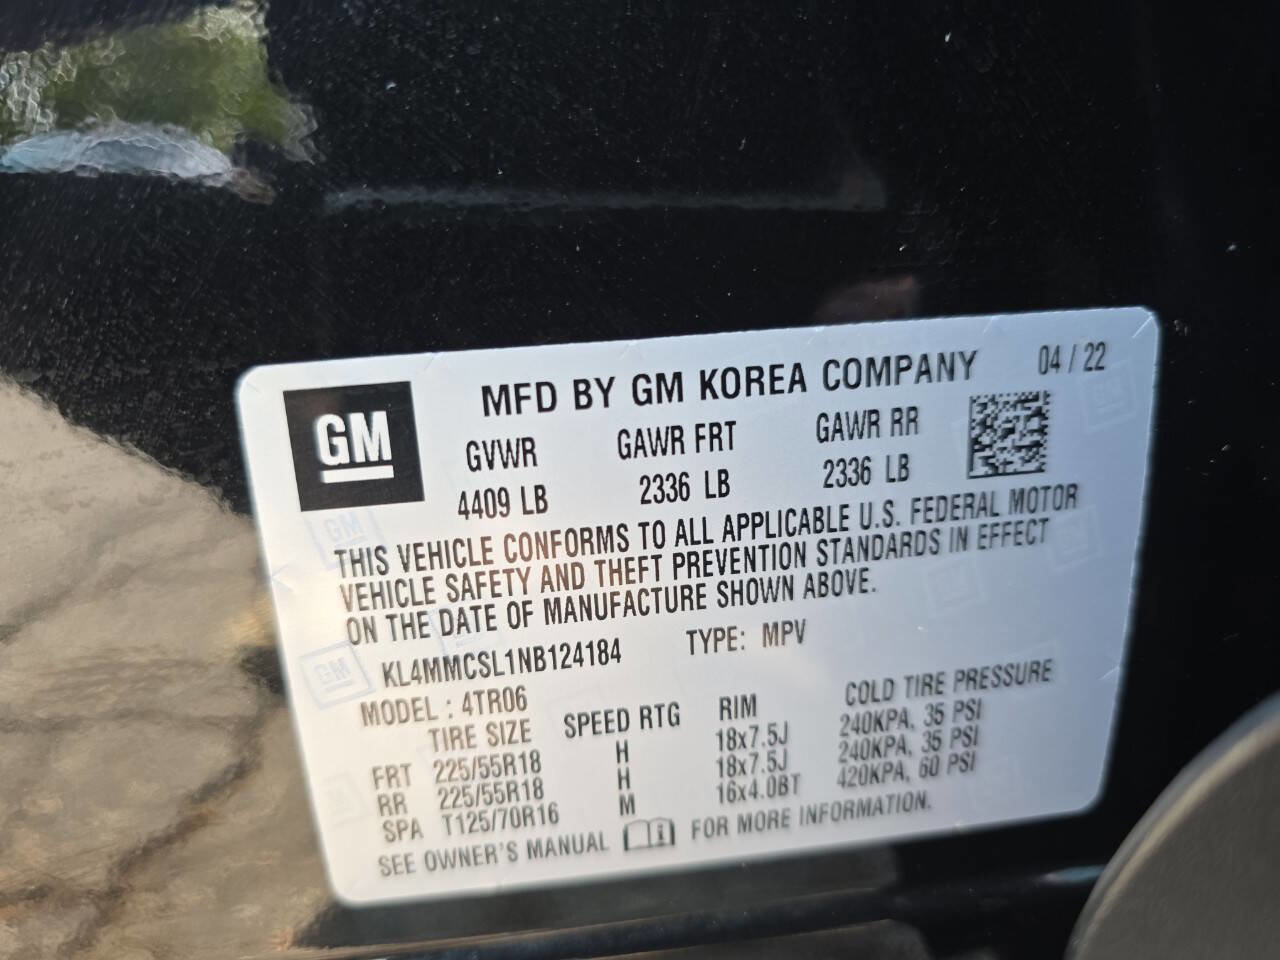 MFD BY GM KOREA COMPANY 04 / 22
GM
GVWR GAWR FRT GAWR RR
4409 LB 2336 LB 2336 LB
THIS VEHICLE CONFORMS TO ALL APPLICABLE U.S. FEDERAL MOTOR
VEHICLE SAFETY AND THEFT PREVENTION STANDARDS IN EFFECT
ON THE DATE OF MANUFACTURE SHOWN ABOVE.
KL4MMCSL1NB124184 TYPE: MPV
MODEL : 4TR06
TIRE SIZE SPEED RTG RIM COLD TIRE PRESSURE
FRT 225/55R18 H 18x7.5J 240KPA, 35 PSI
RR 225/55R18 H 18x7.5J 240KPA, 35 PSI
SPA T125/70R16 M 16x4.0BT 420KPA, 60 PSI
SEE OWNER'S MANUAL FOR MORE INFORMATION.